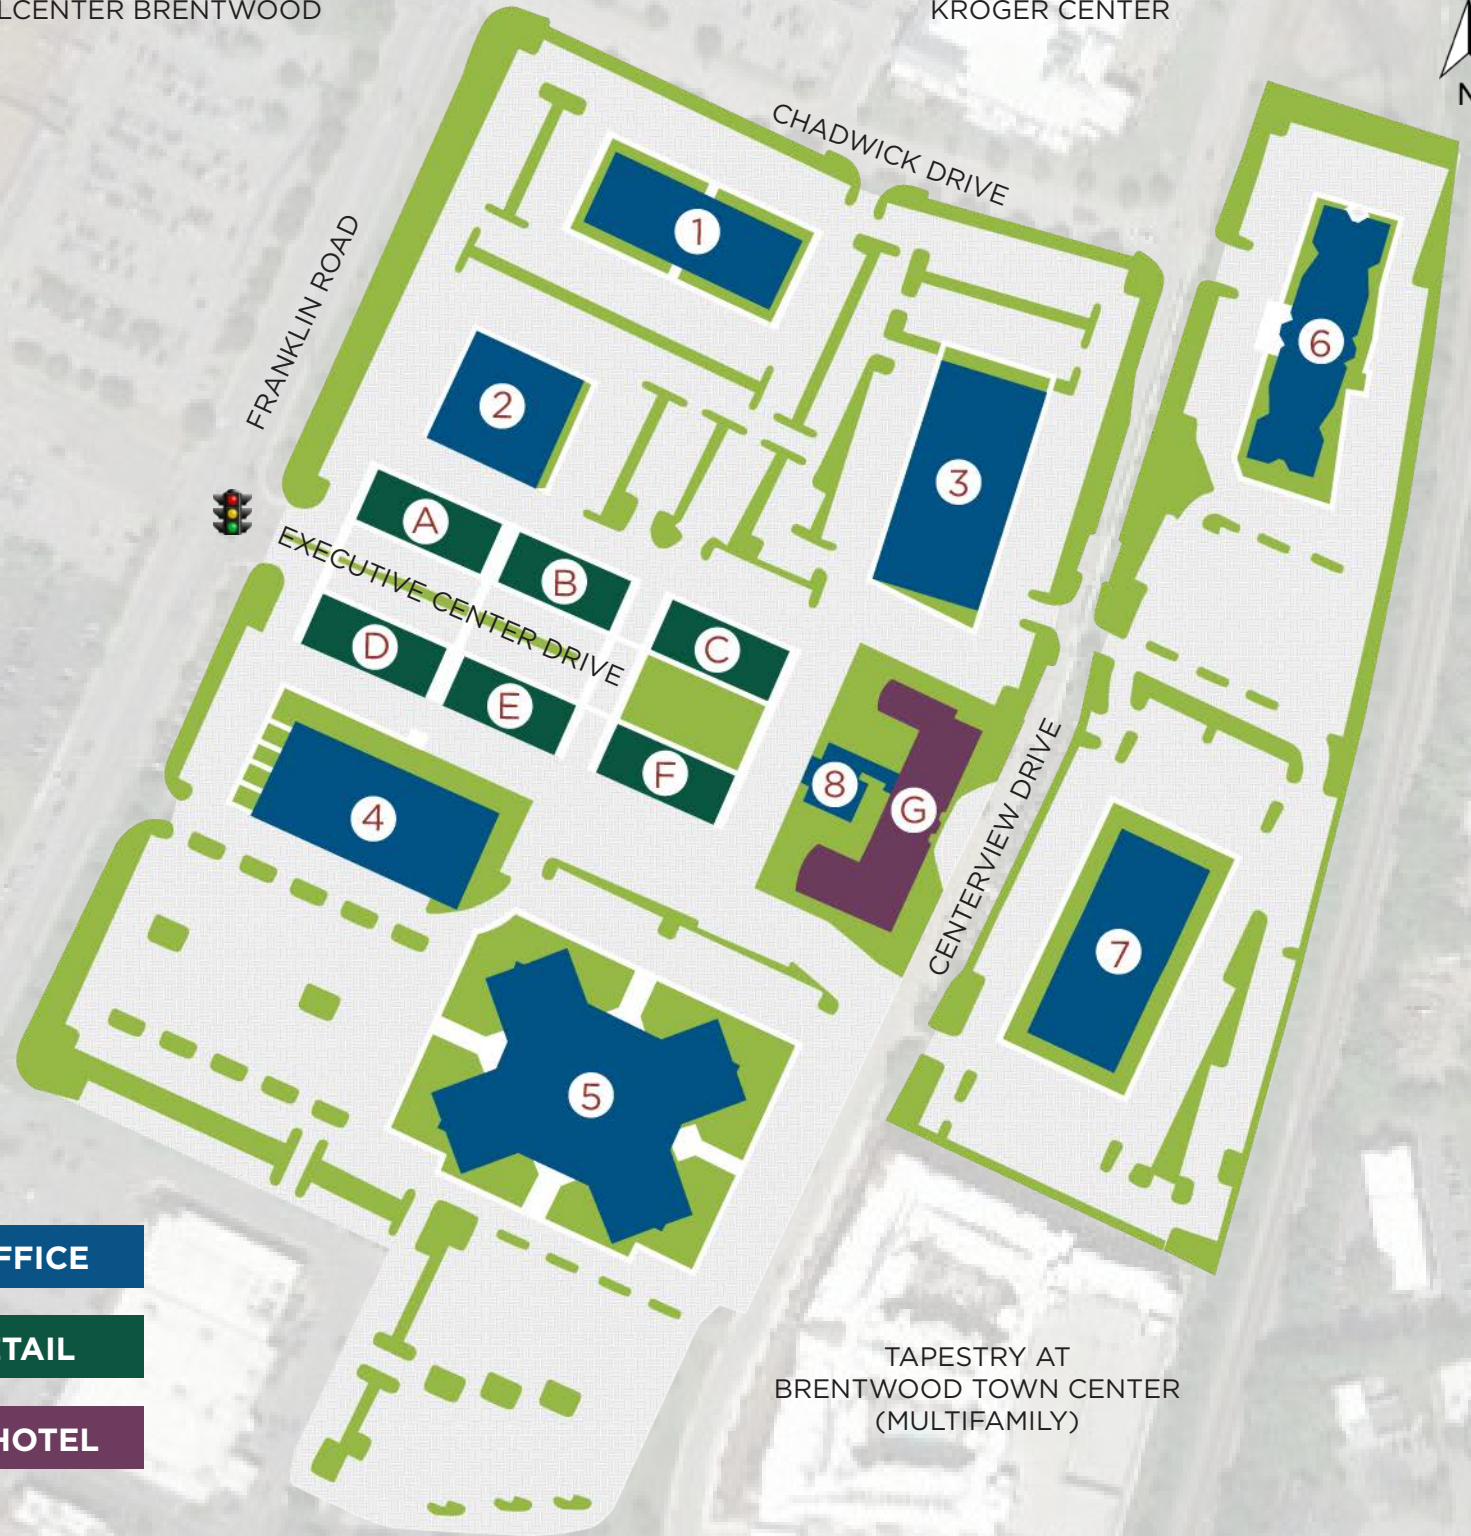 LCENTER BRENTWOOD
KROGER CENTER
N
CHADWICK DRIVE
FRANKLIN ROAD
1
6
2
3
A
EXECUTIVE CENTER DRIVE
B
D
C
E
F
8
G
4
CENTERVIEW DRIVE
7
5
FFICE
TAIL
HOTEL
TAPESTRY AT
BRENTWOOD TOWN CENTER
(MULTIFAMILY)